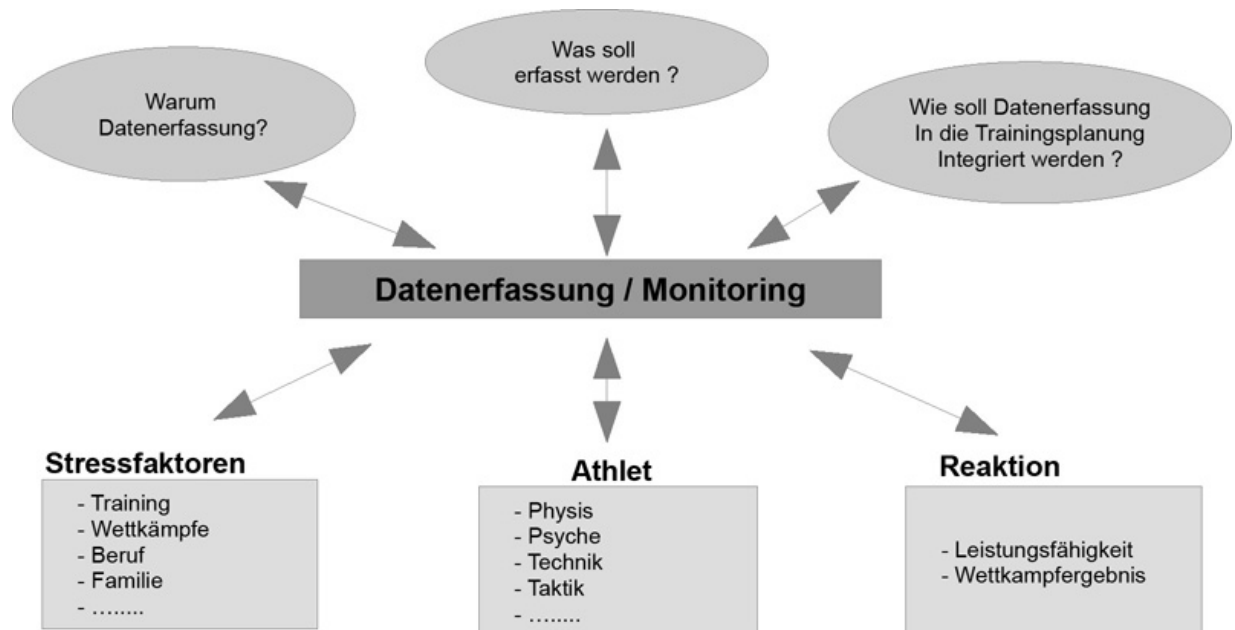 Warum
Datenerfassung?
Was soll
erfasst werden ?
Wie soll Datenerfassung
In die Trainingsplanung
Integriert werden ?
Datenerfassung / Monitoring
Stressfaktoren
- Training
- Wettkämpfe
- Beruf
- Familie
- ….....
Athlet
- Physis
- Psyche
- Technik
- Taktik
- ….....
Reaktion
- Leistungsfähigkeit
- Wettkampfergebnis